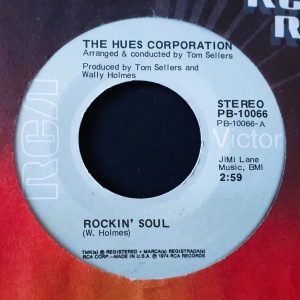 RC
R
THE HUES CORPORATION
Arranged & conducted by Tom Sellers
Produced by Tom Sellers and
Wally Holmes
STEREO
PB-10066
PB-10066-A
RCA
Victor
JIMI Lane
Music, BMI
2:59
ROCKIN' SOUL
(W. Holmes)
TMK(s) ® REGISTERED • MARCA(s) REGISTRADA(s)
RCA CORP.—MADE IN U.S.A. ℗ 1974 RCA RECORDS